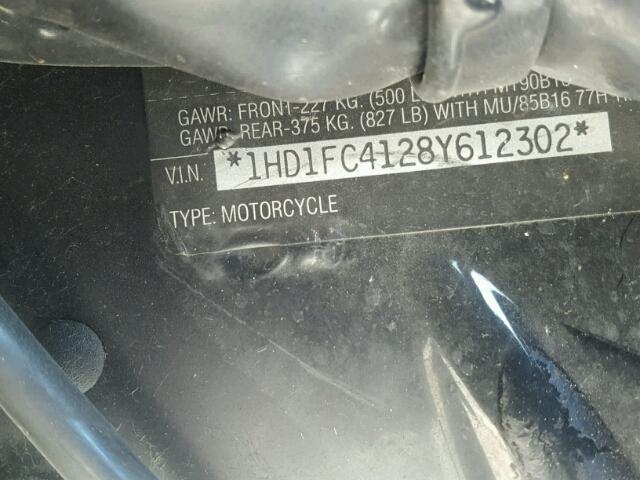 GAWR: FRONT-227 KG. (500 L
GAWR: REAR-375 KG. (827 LB) WITH MU/85B16 77H
V.I.N. *1HD1FC4128Y612302*
TYPE: MOTORCYCLE